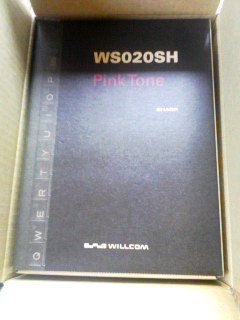 WS020SH
Pink Tone
SHARP
QWERTYUIOP
WILLCOM